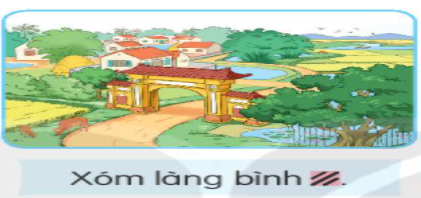 Xóm làng bình .